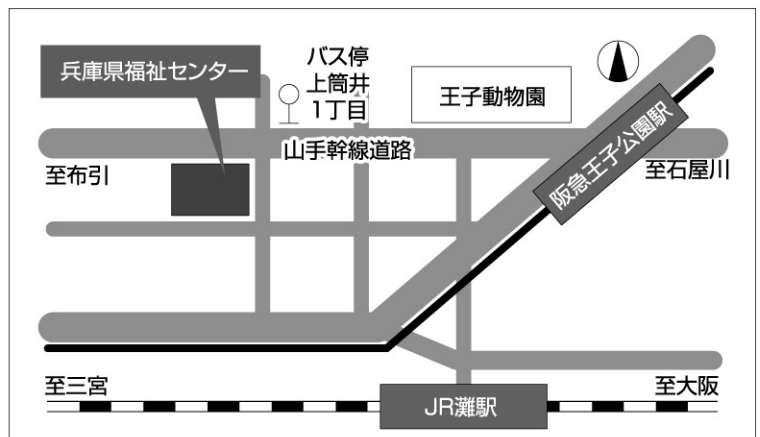 兵庫県福祉センター
バス停
上筒井
1丁目
王子動物園
山手幹線道路
至布引
阪急王子公園駅
至石屋川
至三宮
至大阪
JR灘駅